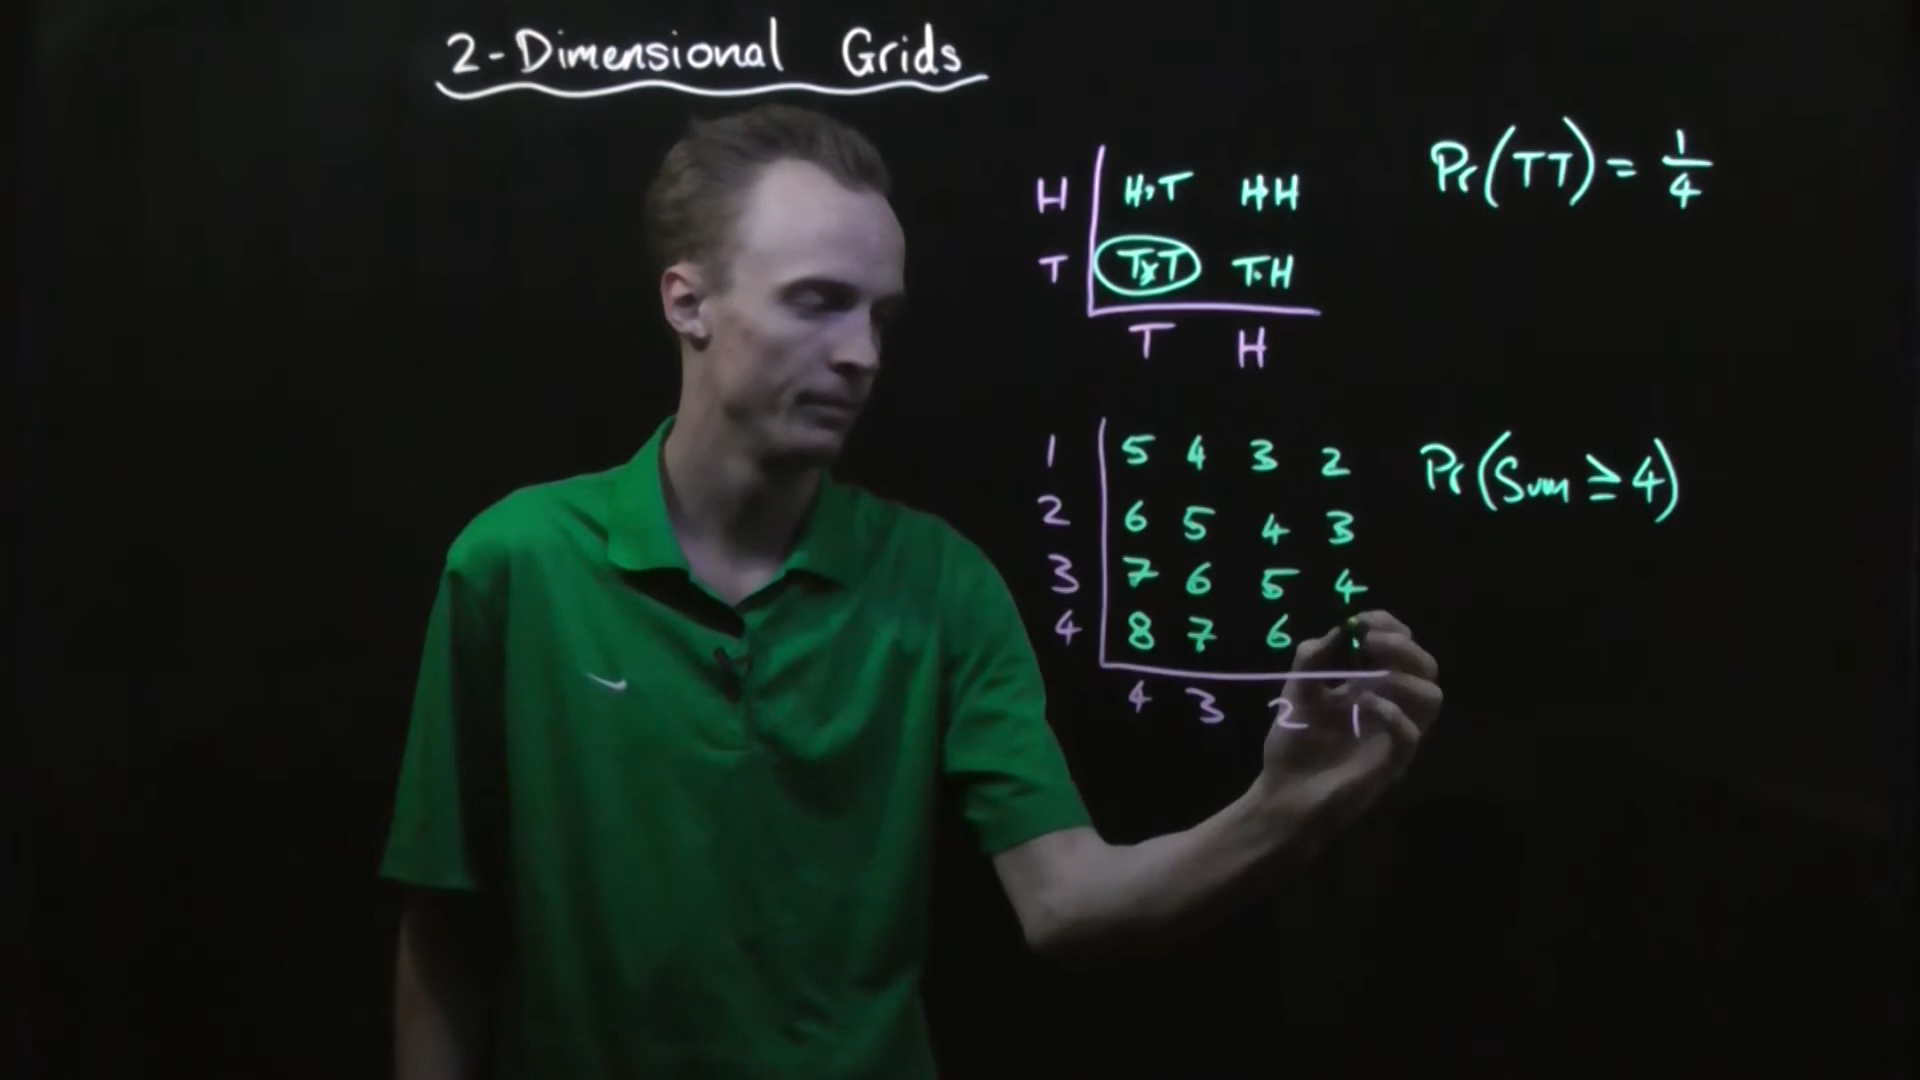 2-Dimensional Grids
H H,T H,H
T T,T T,H
T H
Pr(TT) = 1/4
1 5 4 3 2
2 6 5 4 3
3 7 6 5 4
4 8 7 6
4 3 2 1
Pr(Sum ≥ 4)